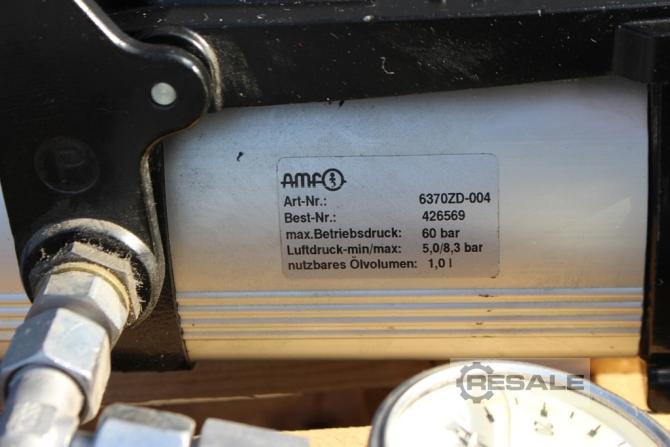 AMF
Art-Nr.: 6370ZD-004
Best-Nr.: 426569
max.Betriebsdruck: 60 bar
Luftdruck-min/max: 5,0/8,3 bar
nutzbares Ölvolumen: 1,0 l
P
RESALE